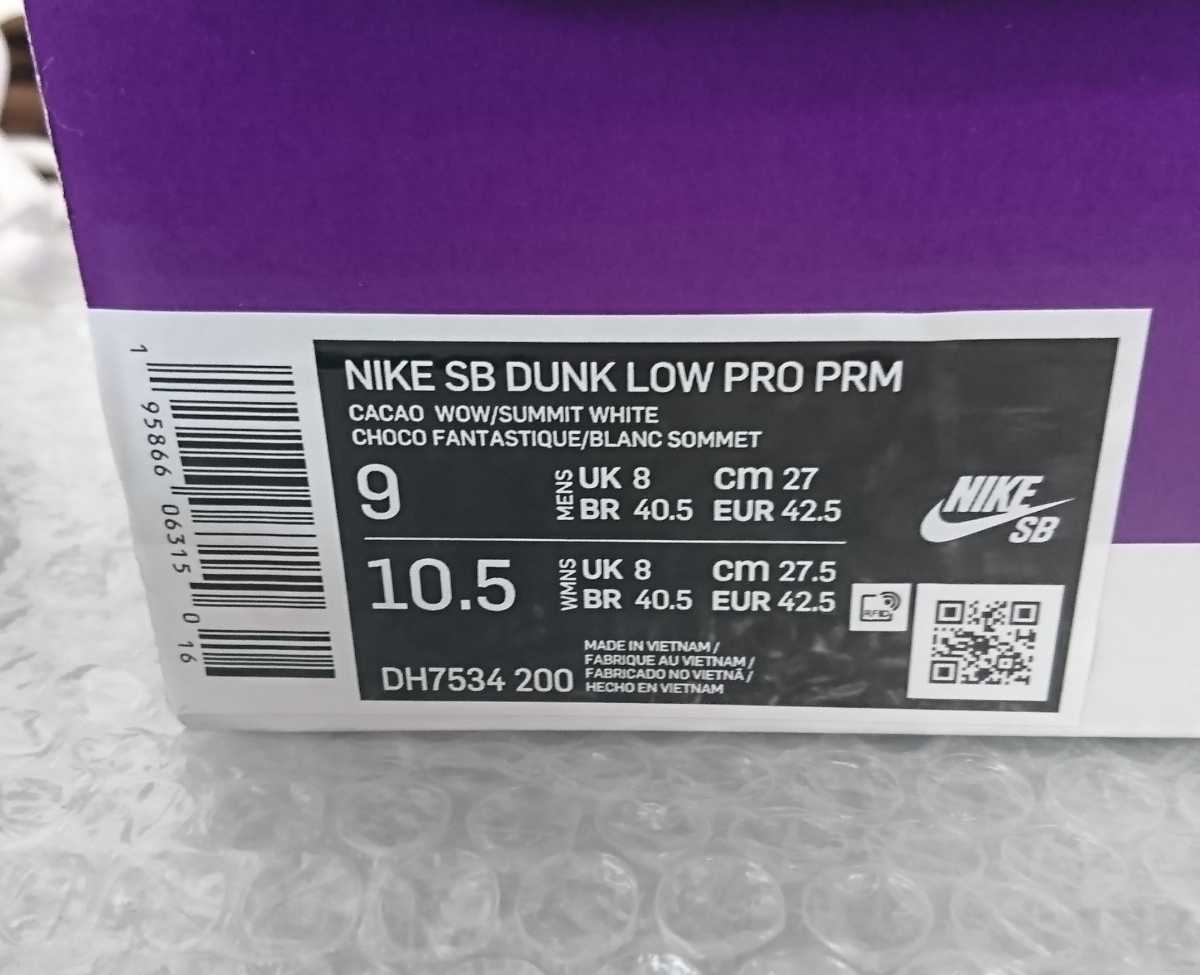 1 95866 06315 0 16
NIKE SB DUNK LOW PRO PRM
CACAO WOW/SUMMIT WHITE
CHOCO FANTASTIQUE/BLANC SOMMET
9 MENS UK 8 cm 27
BR 40.5 EUR 42.5
10.5 WMNS UK 8 cm 27.5
BR 40.5 EUR 42.5
NIKE
SB
RFID
DH7534 200
MADE IN VIETNAM /
FABRIQUE AU VIETNAM /
FABRICADO NO VIETNÃ /
HECHO EN VIETNAM